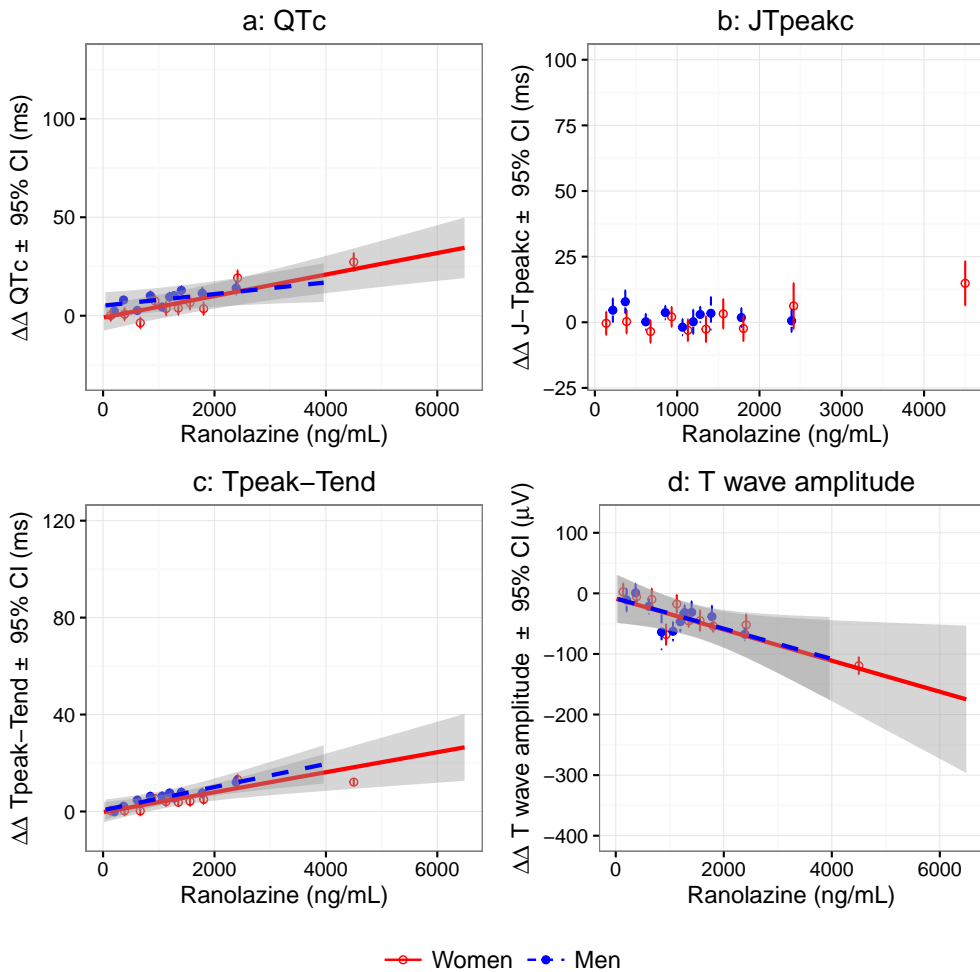 a: QTc
ΔΔ QTc ± 95% CI (ms)
100
50
0
0 2000 4000 6000
Ranolazine (ng/mL)
b: JTpeakc
ΔΔ J−Tpeakc ± 95% CI (ms)
100
75
50
25
0
−25
0 1000 2000 3000 4000
Ranolazine (ng/mL)
c: Tpeak−Tend
ΔΔ Tpeak−Tend ± 95% CI (ms)
120
80
40
0
0 2000 4000 6000
Ranolazine (ng/mL)
d: T wave amplitude
ΔΔ T wave amplitude ± 95% CI (μV)
100
0
−100
−200
−300
−400
0 2000 4000 6000
Ranolazine (ng/mL)
Women Men